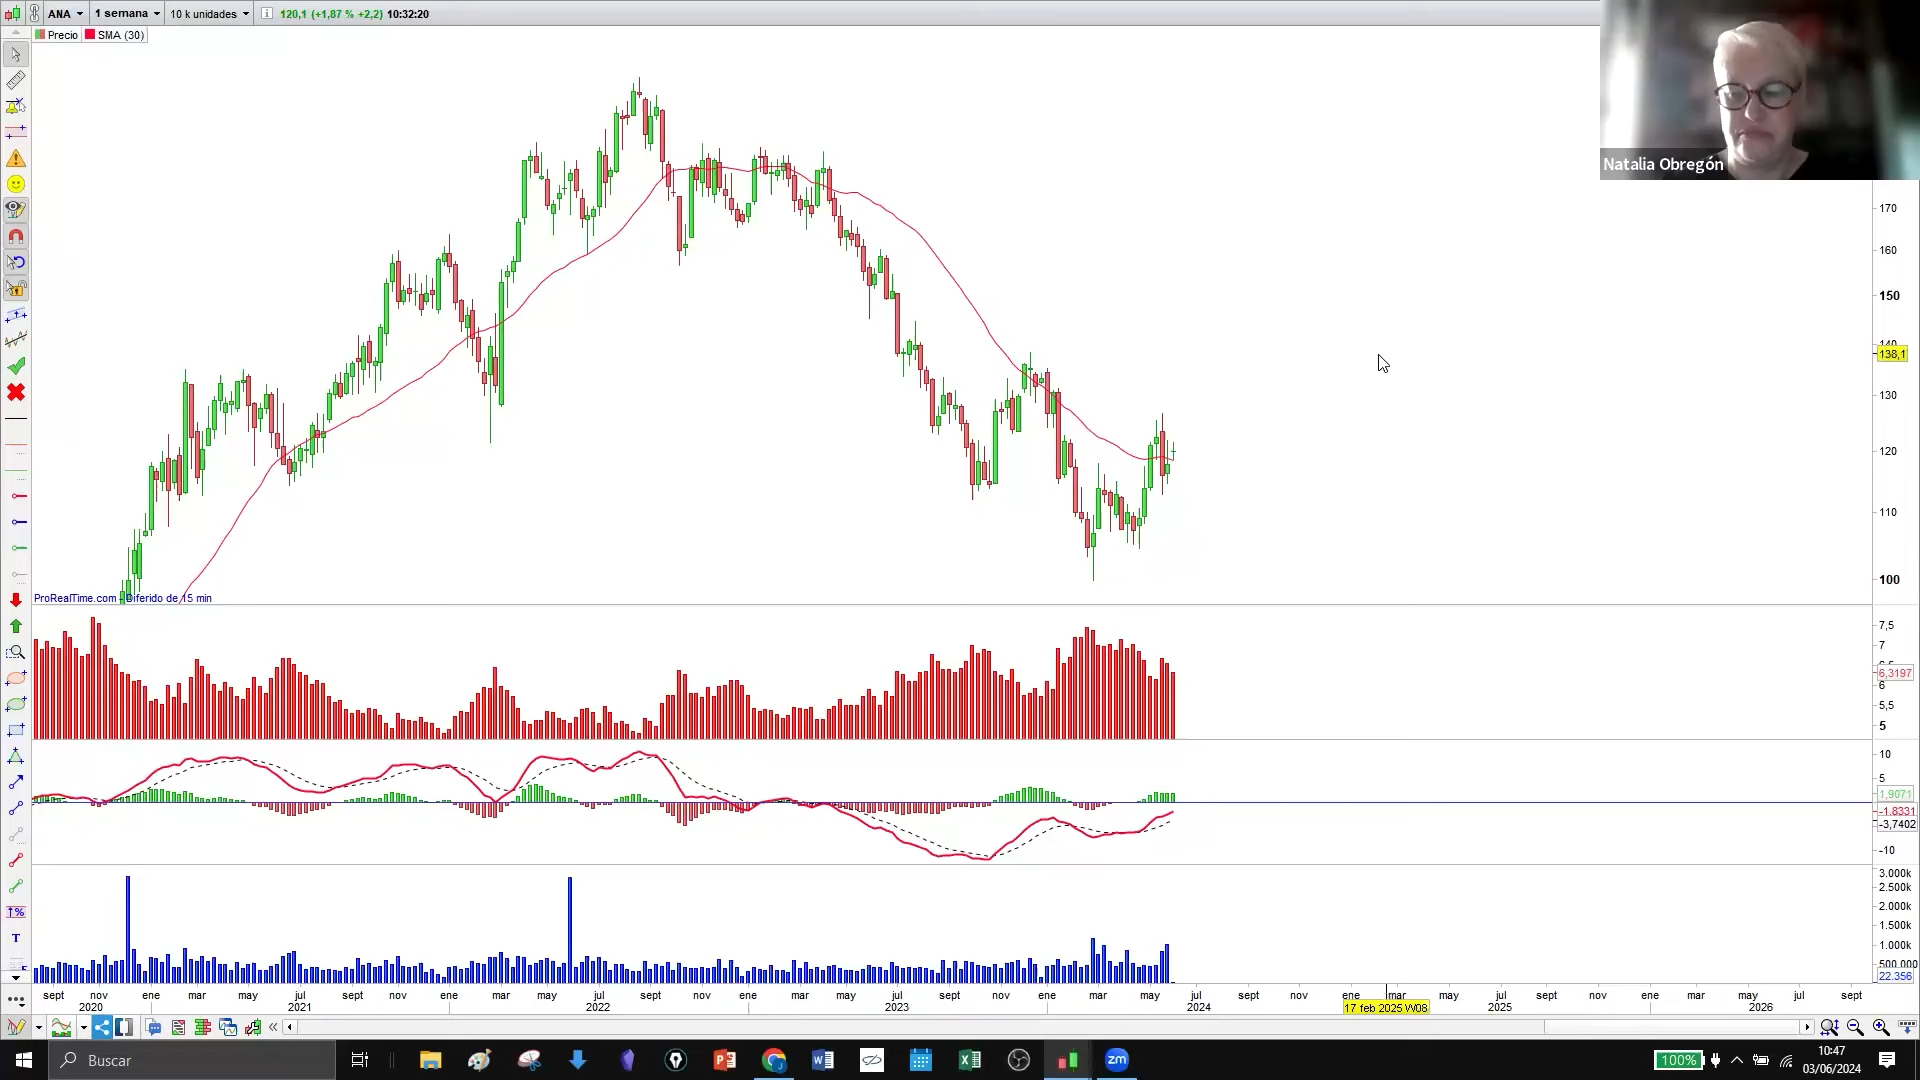 ANA
1 semana
10 k unidades
120,1 (+1,87 % +2,2) 10:32:20
Precio
SMA (30)
Natalia Obregón
170
160
150
140
138,1
130
120
110
100
ProRealTime.com - Diferido de 15 min
7,5
7
6,5
6,3197
6
5,5
5
10
5
1,9071
-1,8331
-3,7402
-10
3.000k
2.500k
2.000k
1.500k
1.000k
500.000
22.356
sept nov ene mar may jul sept nov ene mar may jul sept nov ene mar may jul sept nov ene mar may jul sept nov ene mar may jul sept nov ene mar may jul sept
2020 2021 2022 2023 2024 17 feb 2025 W06 2025 2026
Buscar
100%
10:47
03/06/2024